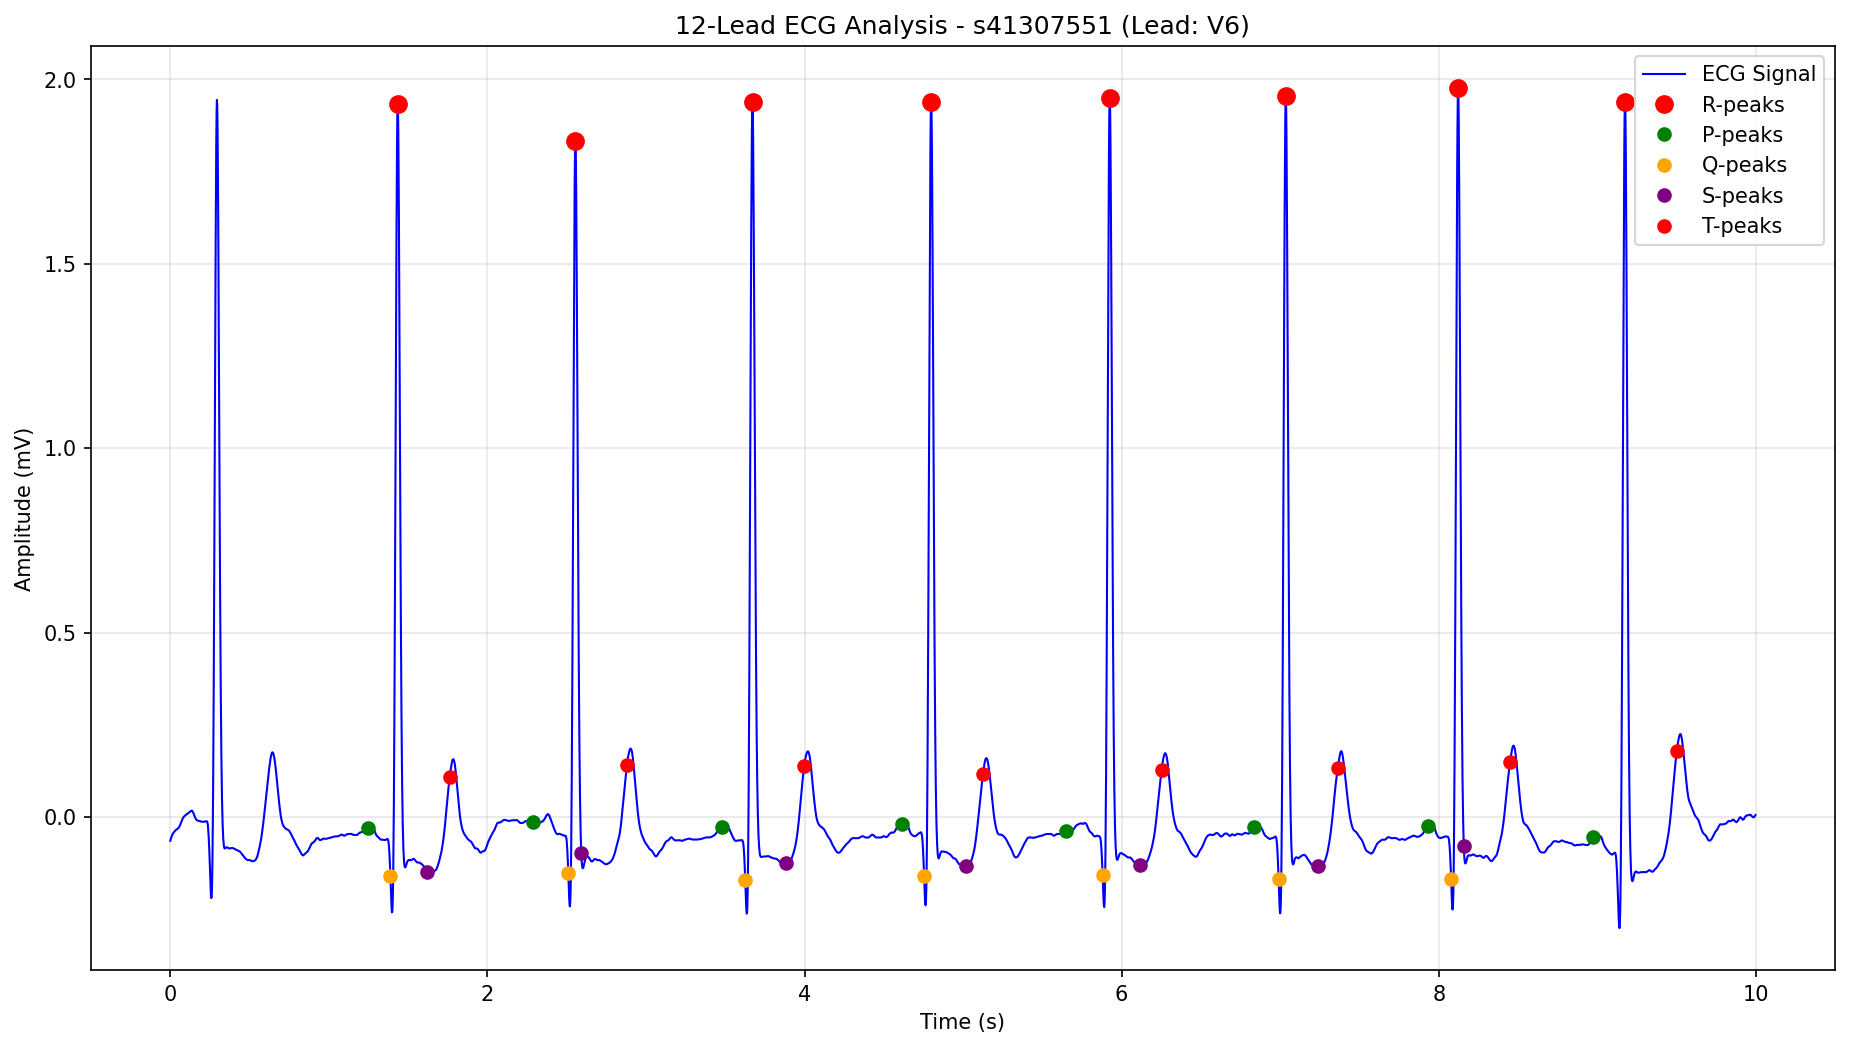 12-Lead ECG Analysis - s41307551 (Lead: V6)
ECG Signal
R-peaks
P-peaks
Q-peaks
S-peaks
T-peaks
2.0
1.5
1.0
0.5
0.0
Amplitude (mV)
0 2 4 6 8 10
Time (s)